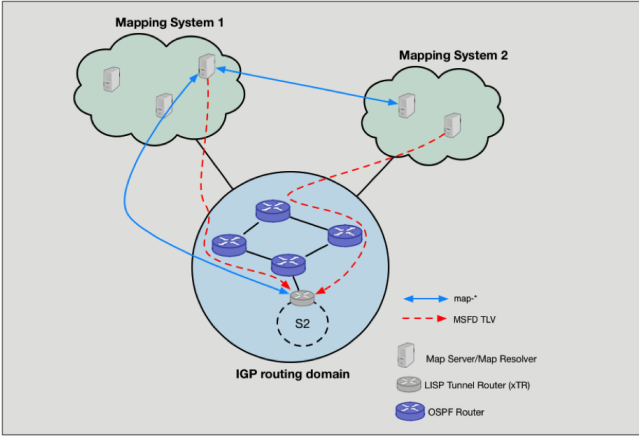 Mapping System 1
Mapping System 2
S2
IGP routing domain
map-*
MSFD TLV
Map Server/Map Resolver
LISP Tunnel Router (xTR)
OSPF Router